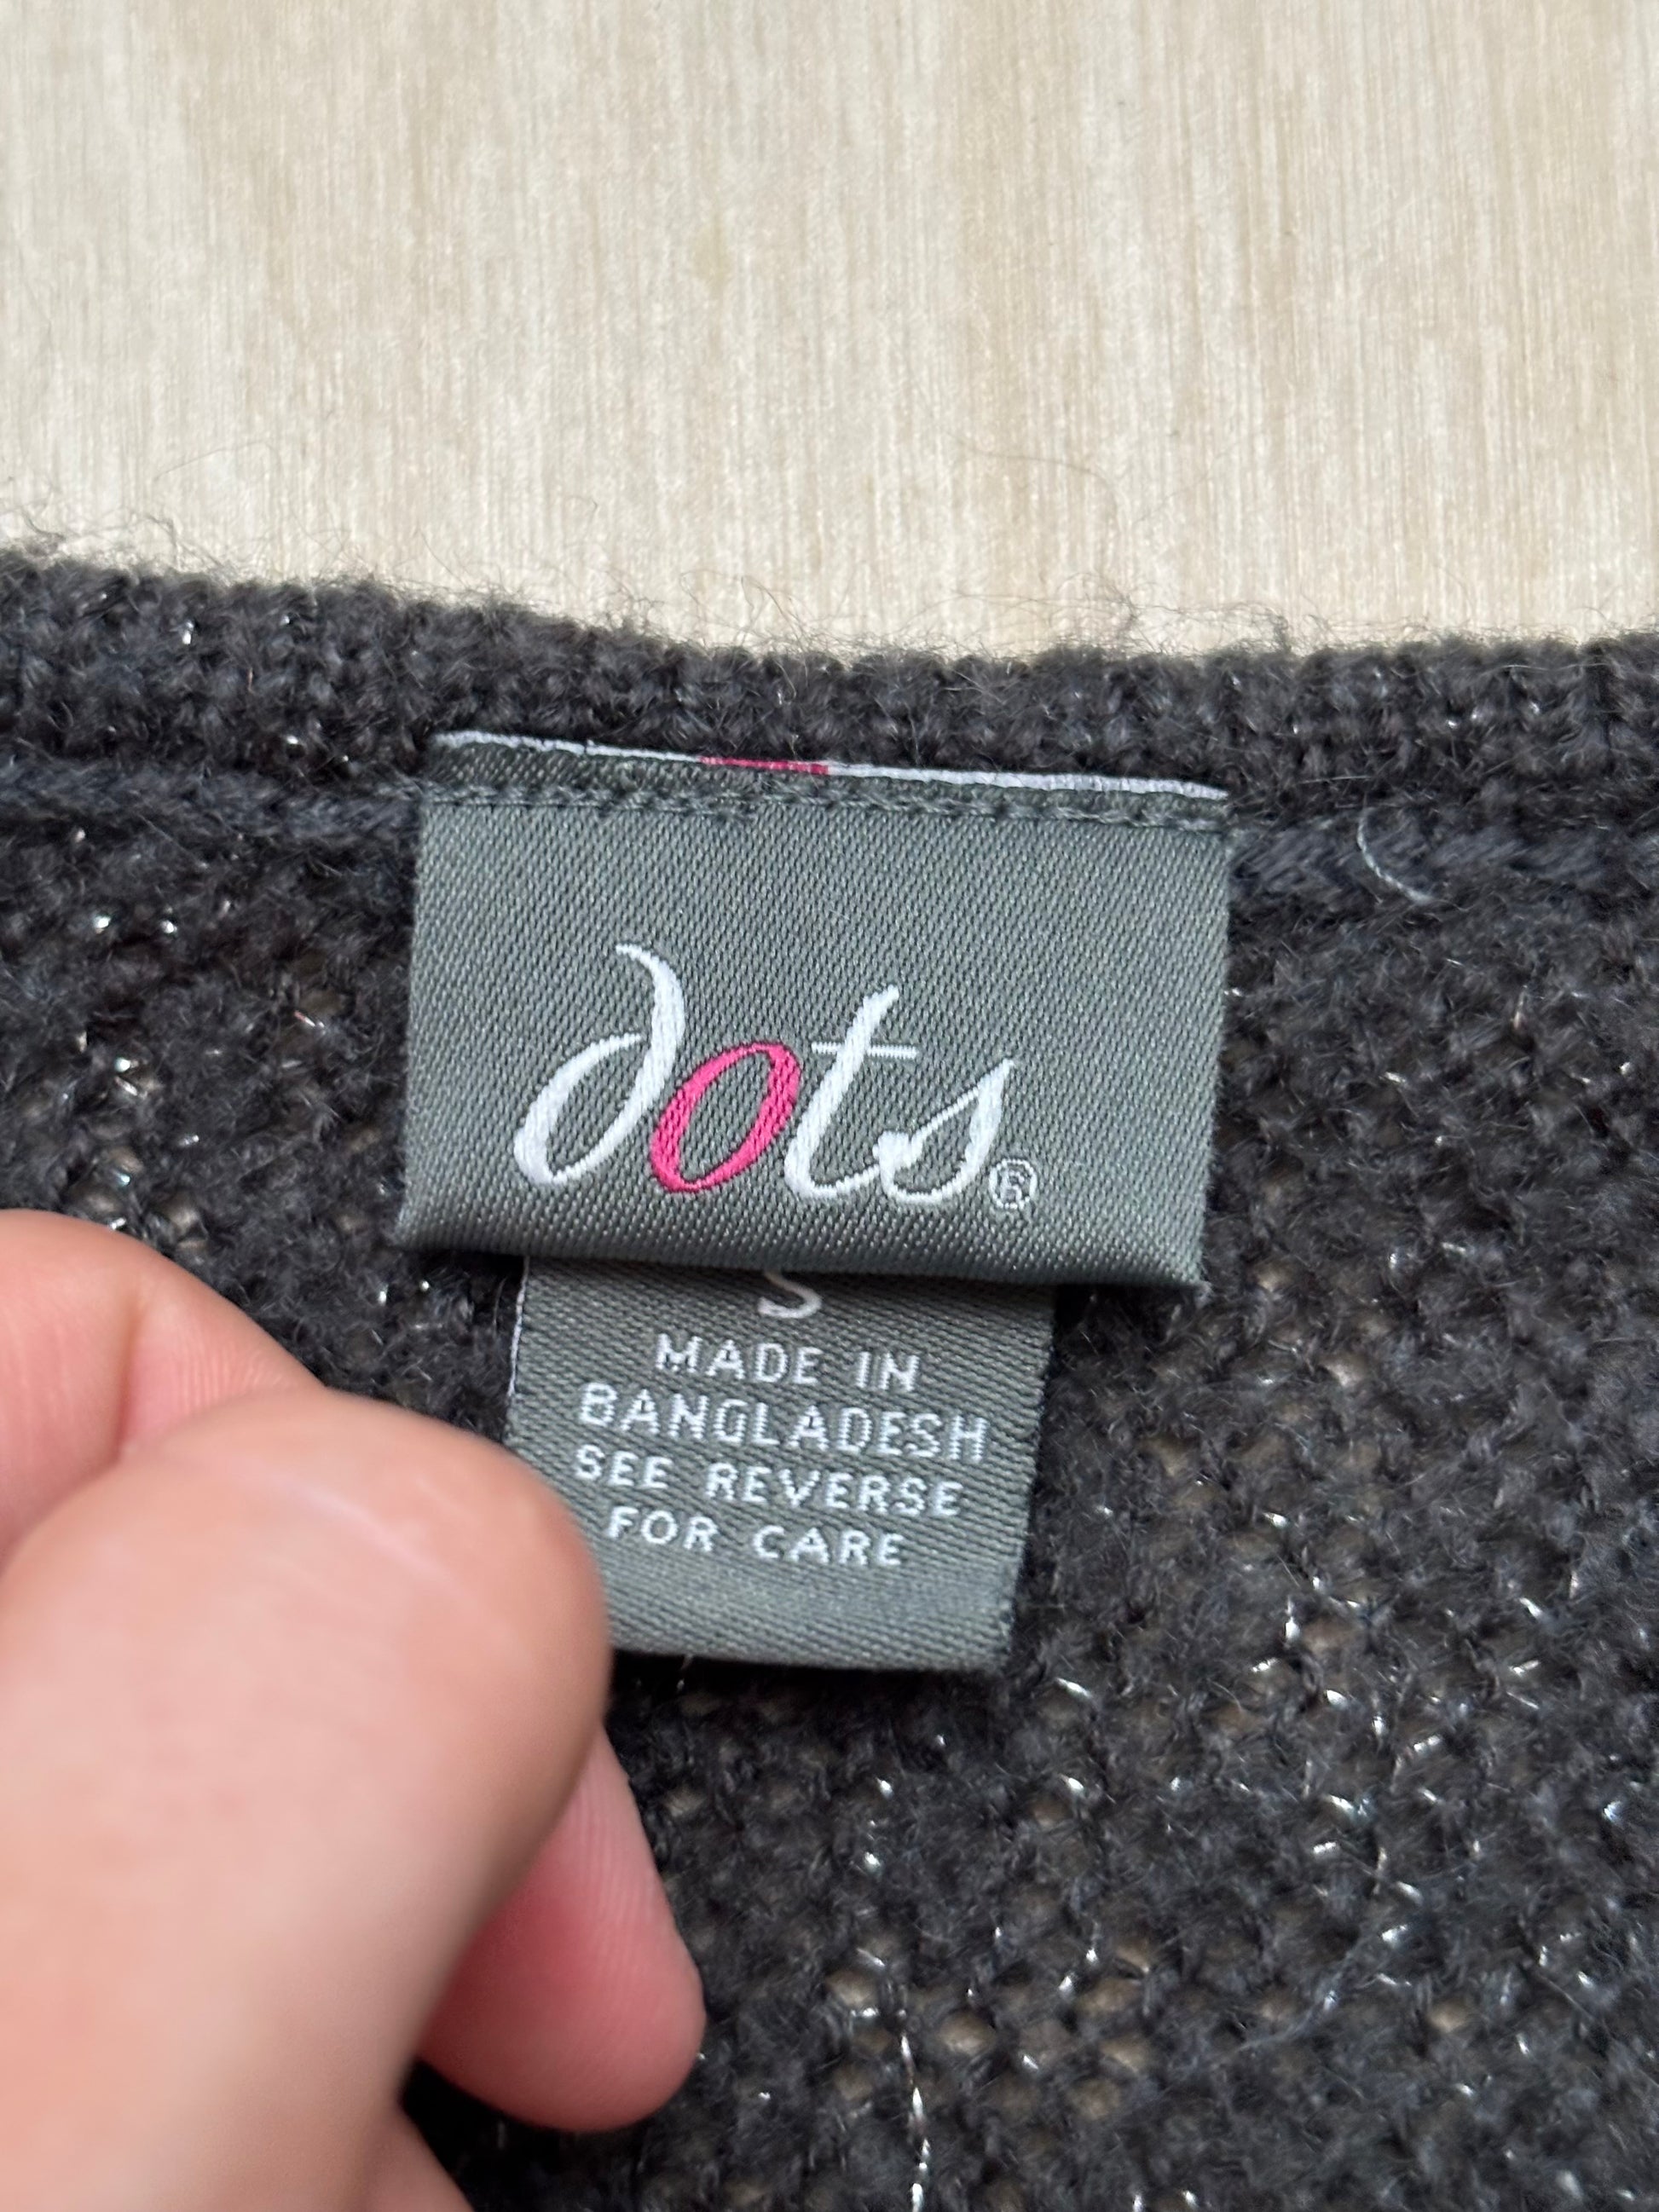 dots®
S
MADE IN
BANGLADESH
SEE REVERSE
FOR CARE